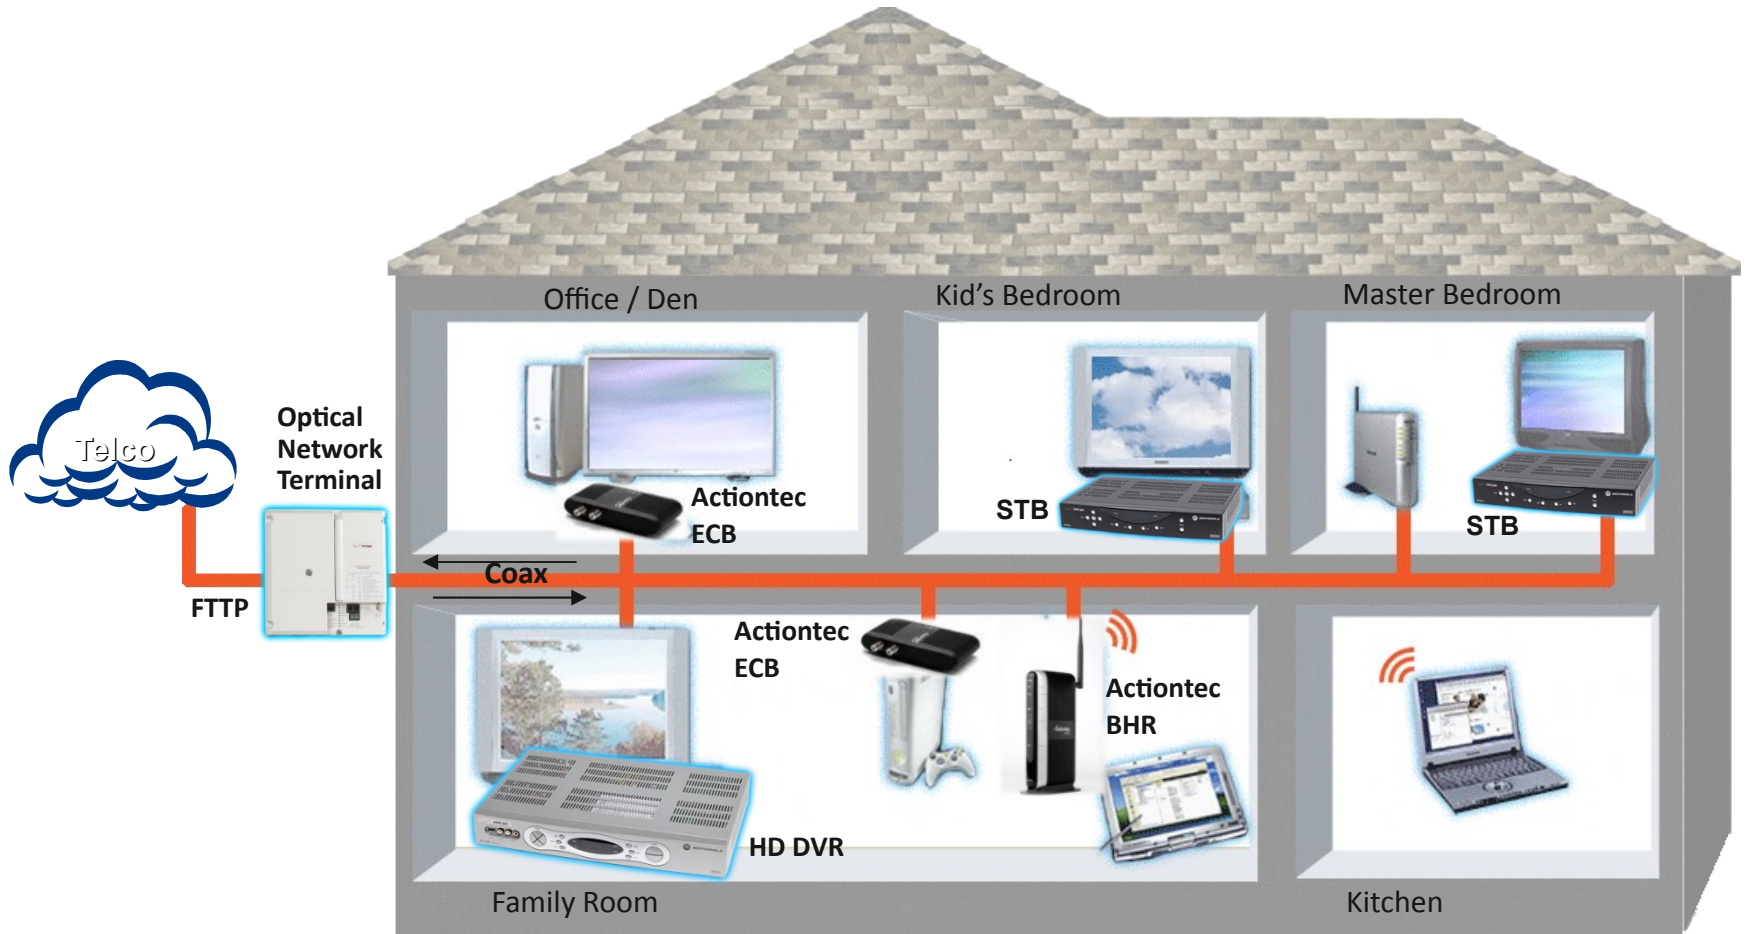 Office / Den
Kid's Bedroom
Master Bedroom
Telco
Optical
Network
Terminal
Actiontec
ECB
STB
STB
Coax
FTTP
Actiontec
ECB
Actiontec
BHR
HD DVR
MOTOROLA
Family Room
Kitchen